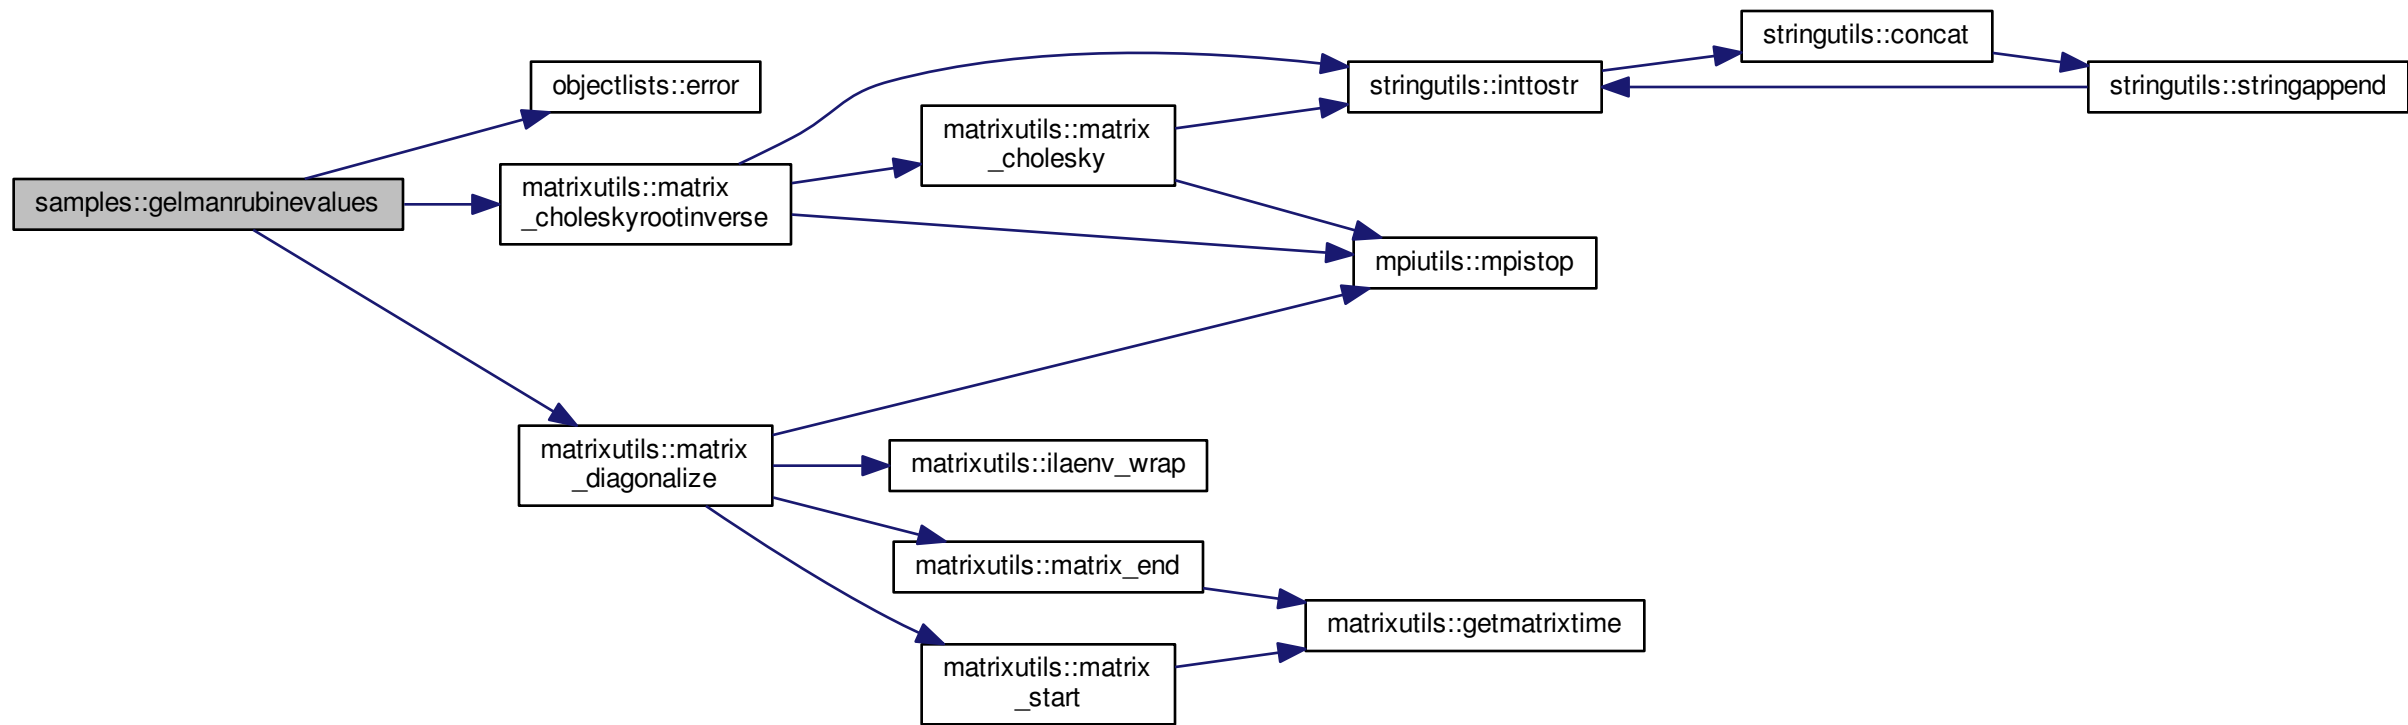 samples::gelmanrubinevalues
objectlists::error
matrixutils::matrix
_choleskyrootinverse
matrixutils::matrix
_diagonalize
matrixutils::matrix
_cholesky
stringutils::inttostr
stringutils::concat
stringutils::stringappend
mpiutils::mpistop
matrixutils::ilaenv_wrap
matrixutils::matrix_end
matrixutils::matrix
_start
matrixutils::getmatrixtime